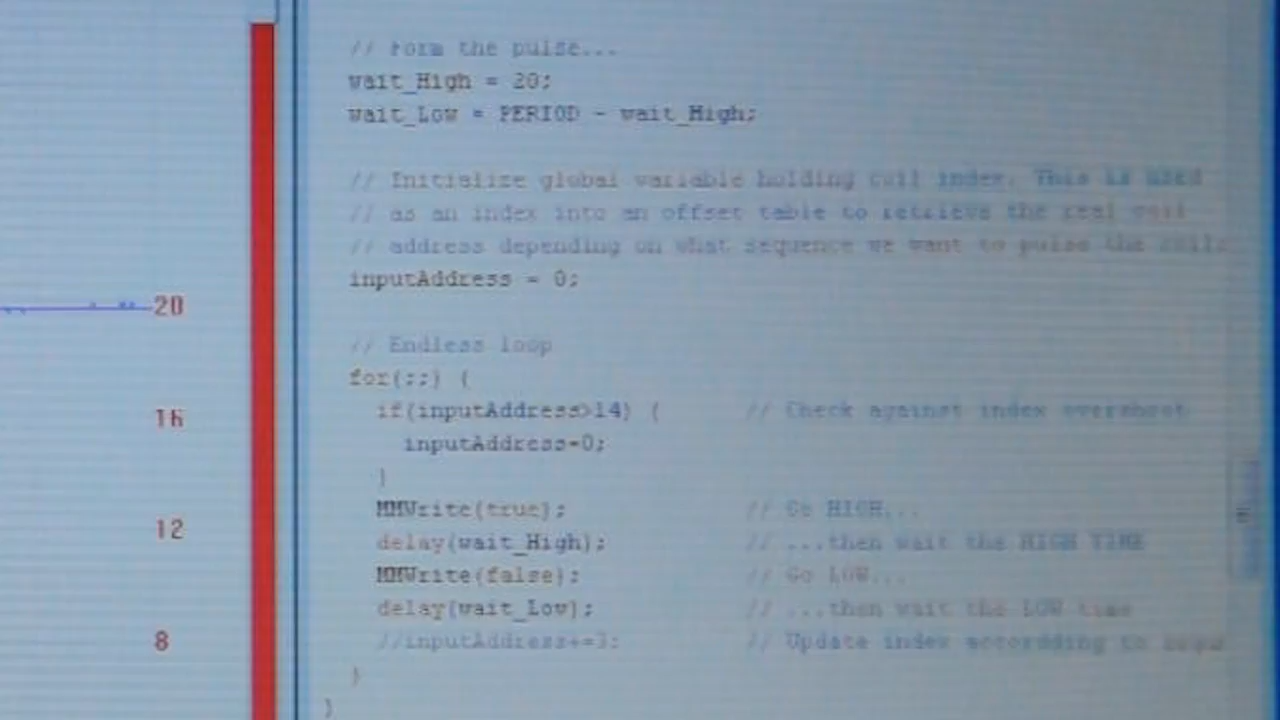 // Form the pulse...
wait_High = 20;
wait_Low = PERIOD - wait_High;
// Initialize global variable holding coil index. This is used
// as an index into an offset table to retrieve the real coil
// address depending on what sequence we want to pulse the coils
inputAddress = 0;
// Endless loop
for(;;) {
if(inputAddress>14) { // Check against index overshoot
inputAddress=0;
}
MMWrite(true); // Go HIGH...
delay(wait_High); // ...then wait the HIGH TIME
MMWrite(false); // Go LOW...
delay(wait_Low); // ...then wait the LOW time
//inputAddress+=3; // Update index accordding to
}
}
20
16
12
8